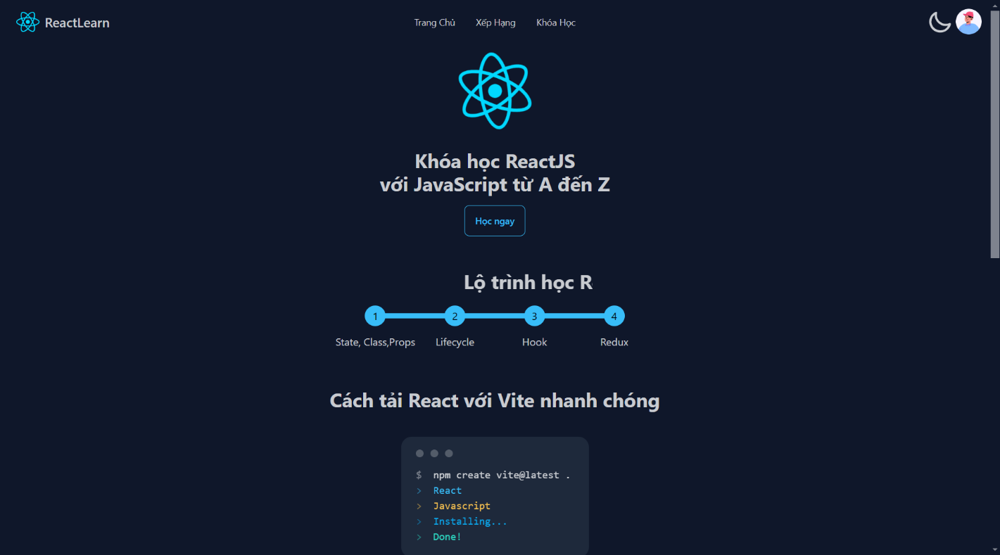 ReactLearn
Trang Chủ
Xếp Hạng
Khóa Học
Khóa học ReactJS
với JavaScript từ A đến Z
Học ngay
Lộ trình học R
1
2
3
4
State, Class,Props
Lifecycle
Hook
Redux
Cách tải React với Vite nhanh chóng
$ npm create vite@latest .
> React
> Javascript
> Installing...
> Done!